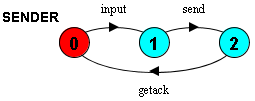 input send
SENDER
0 1 2
getack